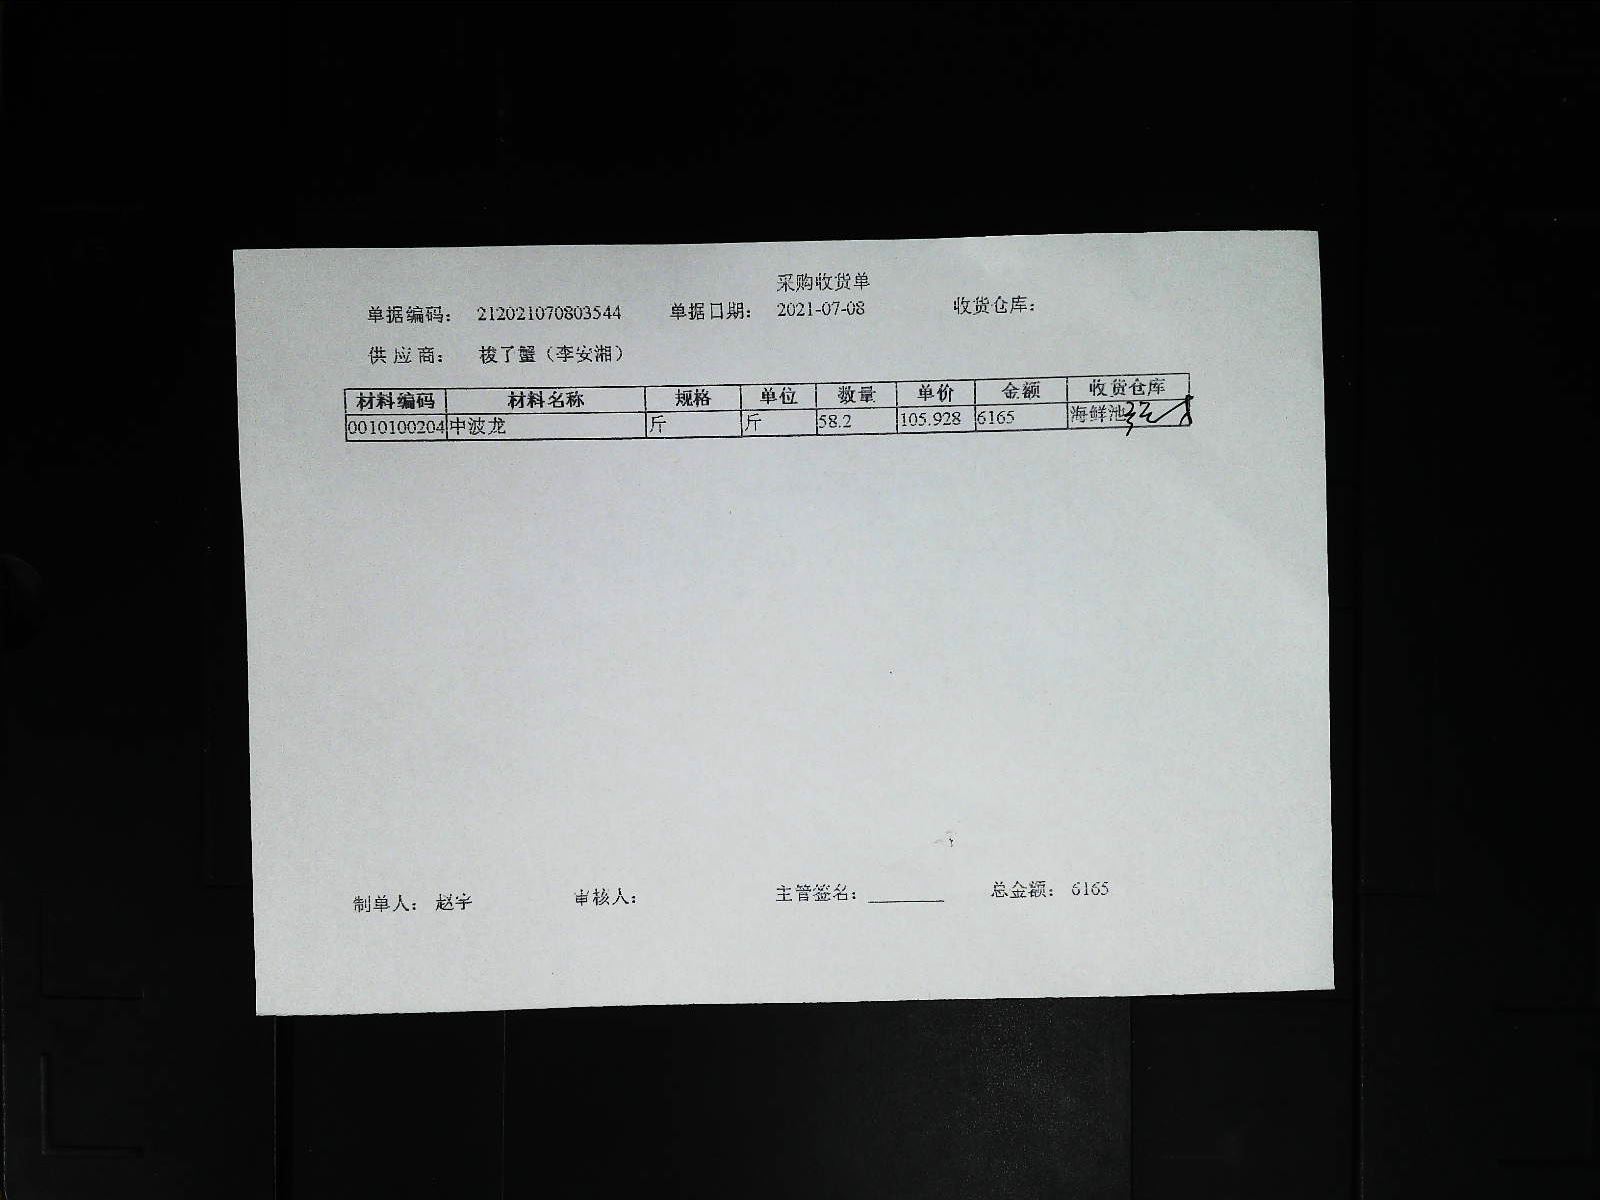 采购收货单
单据编码： 212021070803544 单据日期： 2021-07-08 收货仓库：
供应商： 梭了蟹（李安湘）
材料编码 材料名称 规格 单位 数量 单价 金额 收货仓库
0010100204 中波龙 斤 斤 58.2 105.928 6165 海鲜池
制单人： 赵宇 审核人： 主管签名： 总金额： 6165